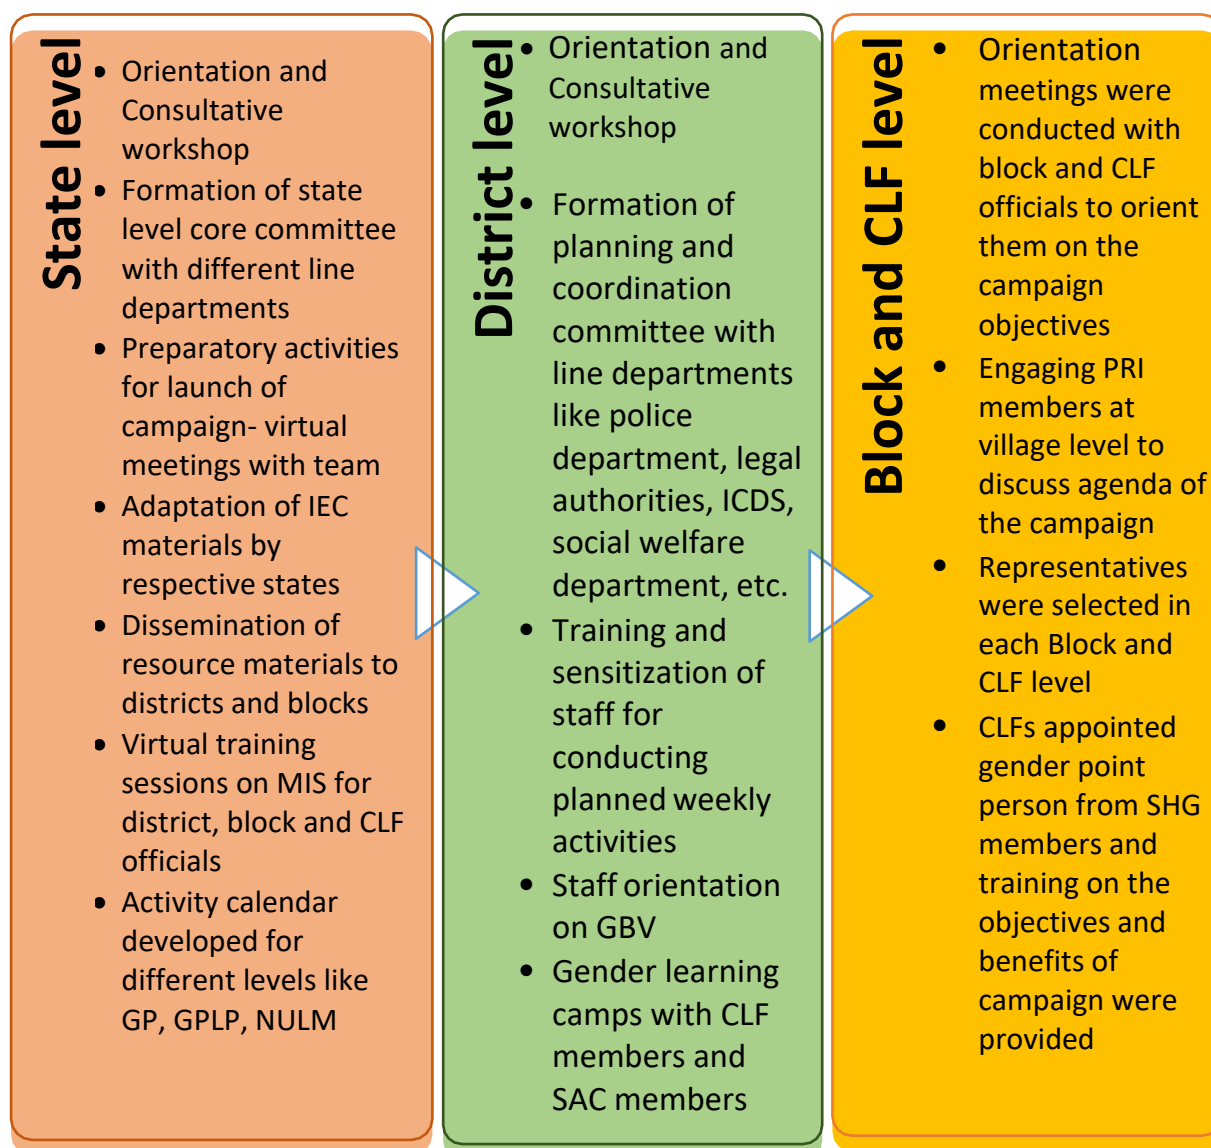 State level
• Orientation and
Consultative
workshop
• Formation of state
level core committee
with different line
departments
• Preparatory activities
for launch of
campaign- virtual
meetings with team
• Adaptation of IEC
materials by
respective states
• Dissemination of
resource materials to
districts and blocks
• Virtual training
sessions on MIS for
district, block and CLF
officials
• Activity calendar
developed for
different levels like
GP, GPLP, NULM
District level
• Orientation and
Consultative
workshop
• Formation of
planning and
coordination
committee with
line departments
like police
department, legal
authorities, ICDS,
social welfare
department, etc.
• Training and
sensitization of
staff for
conducting
planned weekly
activities
• Staff orientation
on GBV
• Gender learning
camps with CLF
members and
SAC members
Block and CLF level
• Orientation
meetings were
conducted with
block and CLF
officials to orient
them on the
campaign
objectives
• Engaging PRI
members at
village level to
discuss agenda of
the campaign
• Representatives
were selected in
each Block and
CLF level
• CLFs appointed
gender point
person from SHG
members and
training on the
objectives and
benefits of
campaign were
provided